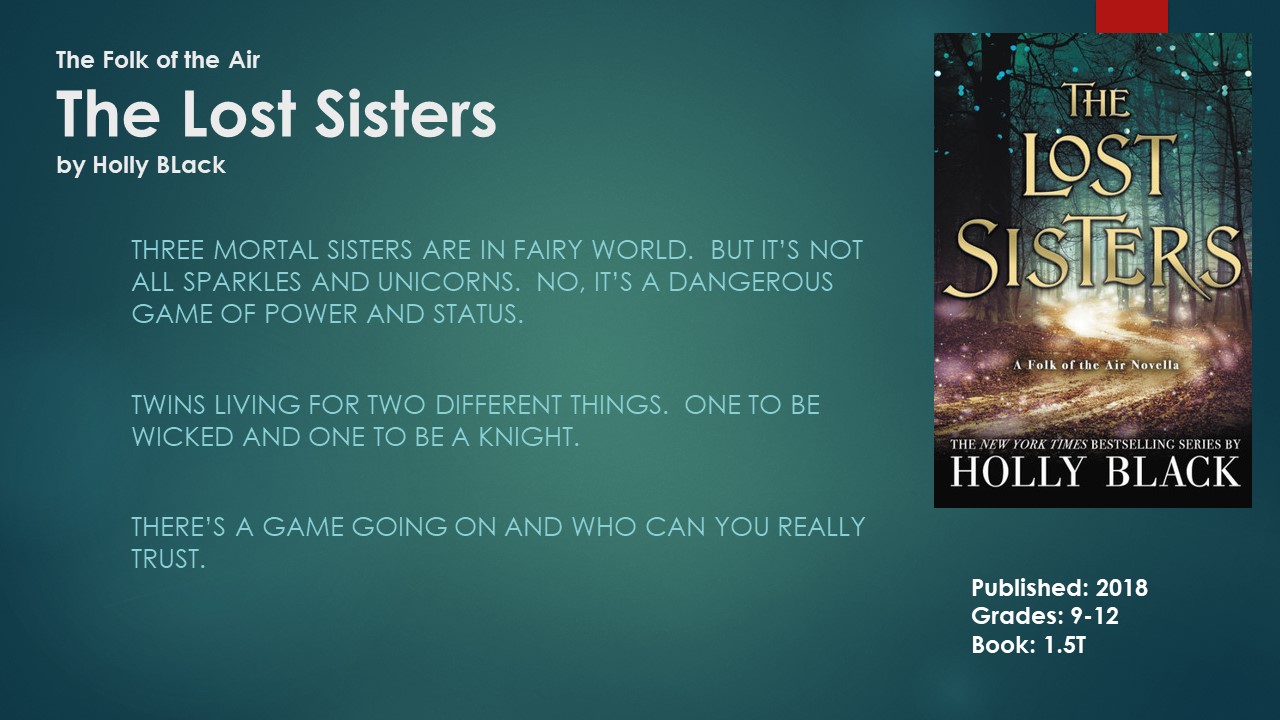 The Folk of the Air
The Lost Sisters
by Holly BLack
THREE MORTAL SISTERS ARE IN FAIRY WORLD.  BUT IT'S NOT
ALL SPARKLES AND UNICORNS.  NO, IT'S A DANGEROUS
GAME OF POWER AND STATUS.
TWINS LIVING FOR TWO DIFFERENT THINGS.  ONE TO BE
WICKED AND ONE TO BE A KNIGHT.
THERE'S A GAME GOING ON AND WHO CAN YOU REALLY
TRUST.
THE
LOST
SISTERS
A Folk of the Air Novella
THE NEW YORK TIMES BESTSELLING SERIES BY
HOLLY BLACK
Published: 2018
Grades: 9-12
Book: 1.5T